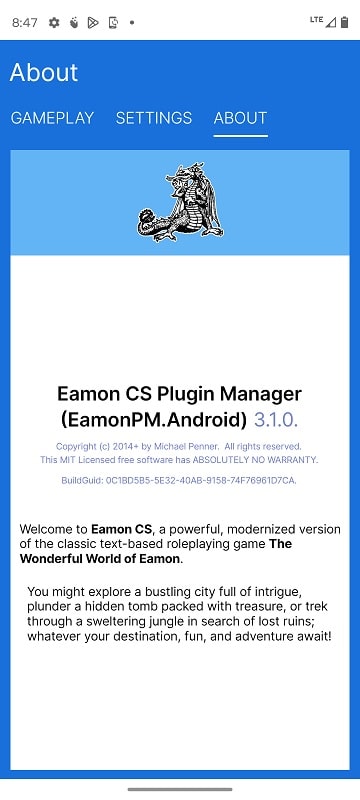 8:47 LTE
About
GAMEPLAY SETTINGS ABOUT
Eamon CS Plugin Manager
(EamonPM.Android) 3.1.0.
Copyright (c) 2014+ by Michael Penner. All rights reserved.
This MIT Licensed free software has ABSOLUTELY NO WARRANTY.
BuildGuid: 0C1BD5B5-5E32-40AB-9158-74F76961D7CA.
Welcome to Eamon CS, a powerful, modernized version
of the classic text-based roleplaying game The
Wonderful World of Eamon.
You might explore a bustling city full of intrigue,
plunder a hidden tomb packed with treasure, or trek
through a sweltering jungle in search of lost ruins;
whatever your destination, fun, and adventure await!